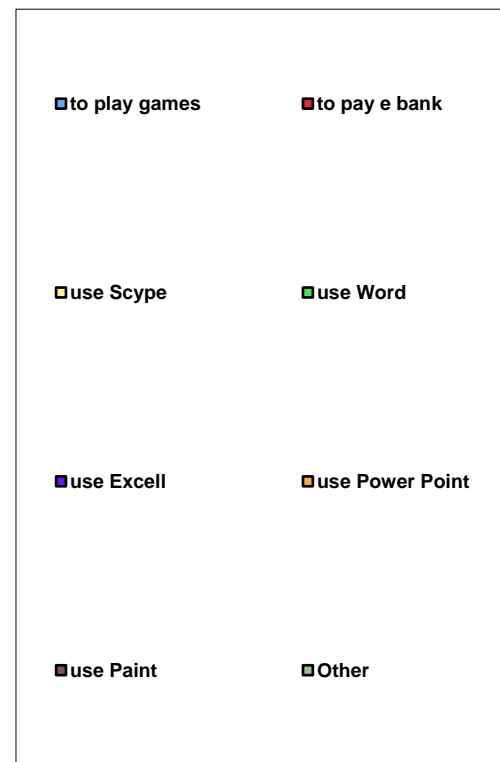 to play games to pay e bank
use Scype use Word
use Excell use Power Point
use Paint Other